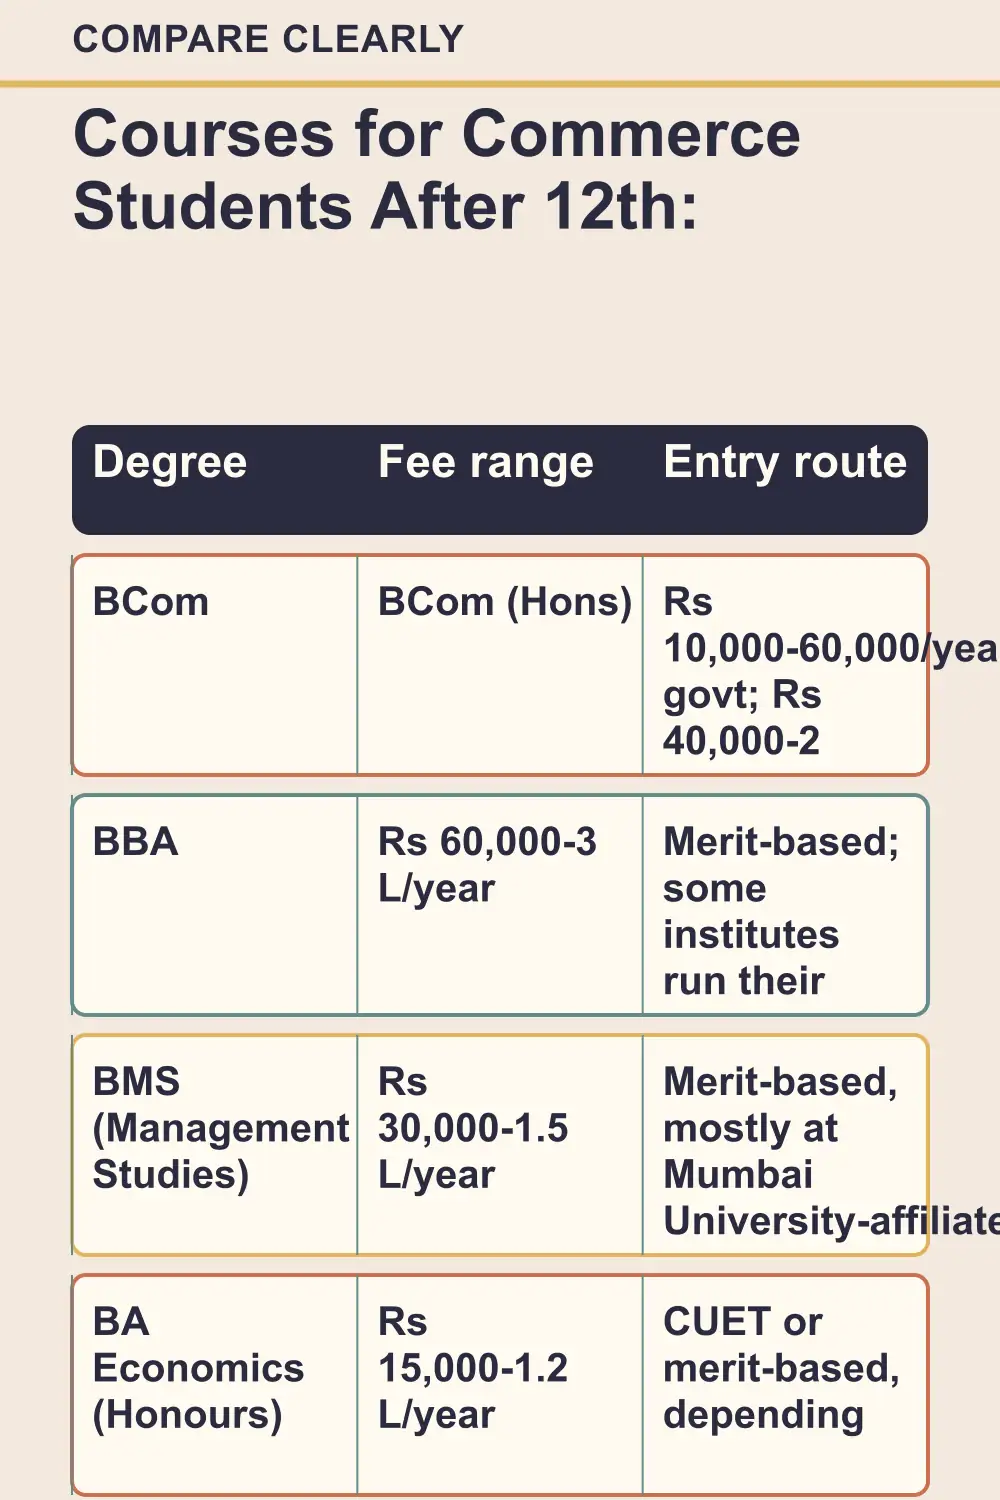 COMPARE CLEARLY
Courses for Commerce
Students After 12th:
Degree
Fee range
Entry route
BCom
BCom (Hons)
Rs
10,000-60,000/yea
govt; Rs
40,000-2
BBA
Rs 60,000-3
L/year
Merit-based;
some
institutes
run their
BMS
(Management
Studies)
Rs
30,000-1.5
L/year
Merit-based,
mostly at
Mumbai
University-affiliate
BA
Economics
(Honours)
Rs
15,000-1.2
L/year
CUET or
merit-based,
depending